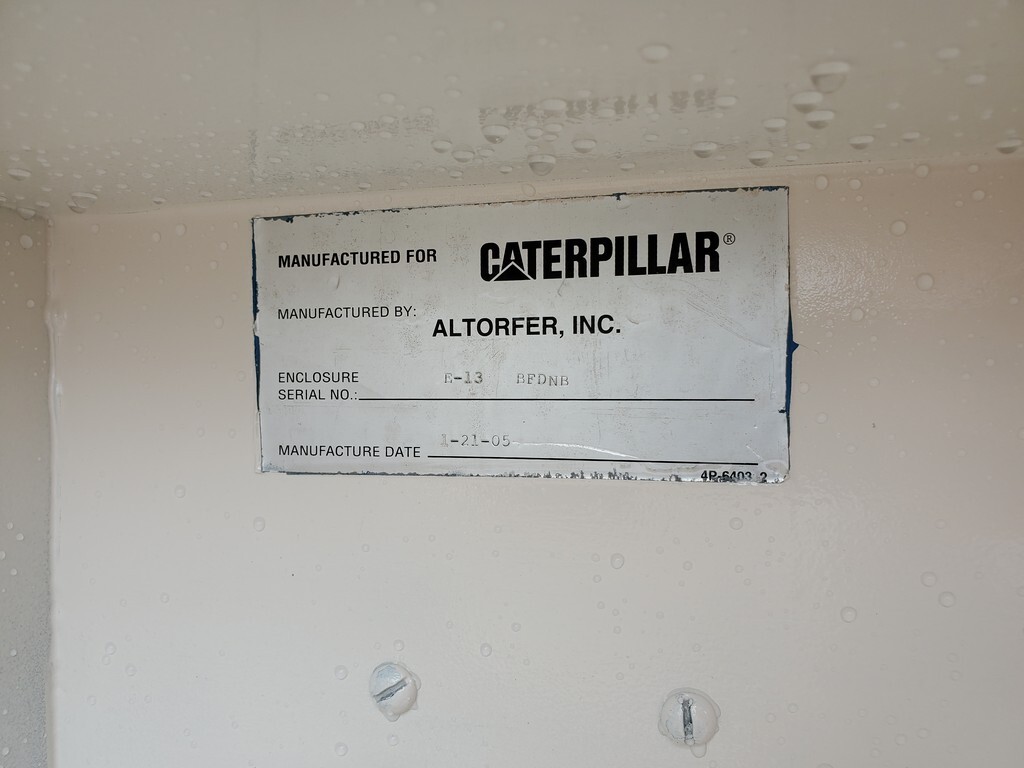 MANUFACTURED FOR CATERPILLAR®
MANUFACTURED BY: ALTORFER, INC.
ENCLOSURE
SERIAL NO.: E-13 BFDNB
MANUFACTURE DATE 1-21-05
4P-6403 2